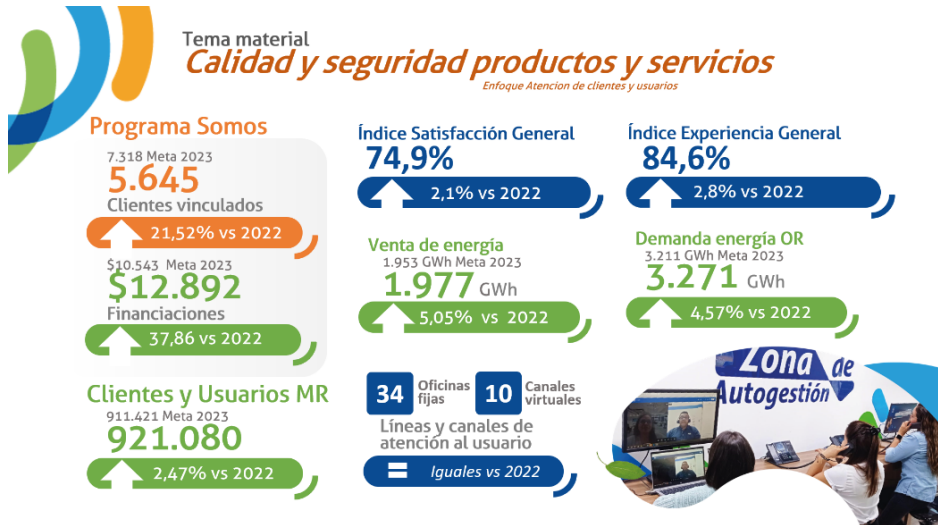 Tema material
Calidad y seguridad productos y servicios
Enfoque Atencion de clientes y usuarios
Programa Somos
7.318 Meta 2023
5.645
Clientes vinculados
21,52% vs 2022
$10.543 Meta 2023
$12.892
Financiaciones
37,86 vs 2022
Clientes y Usuarios MR
911.421 Meta 2023
921.080
2,47% vs 2022
Índice Satisfacción General
74,9%
2,1% vs 2022
Índice Experiencia General
84,6%
2,8% vs 2022
Venta de energía
1.953 GWh Meta 2023
1.977 GWh
5,05% vs 2022
Demanda energía OR
3.211 GWh Meta 2023
3.271 GWh
4,57% vs 2022
34 Oficinas
fijas
10 Canales
virtuales
Líneas y canales de
atención al usuario
= Iguales vs 2022
Zona de
Autogestión